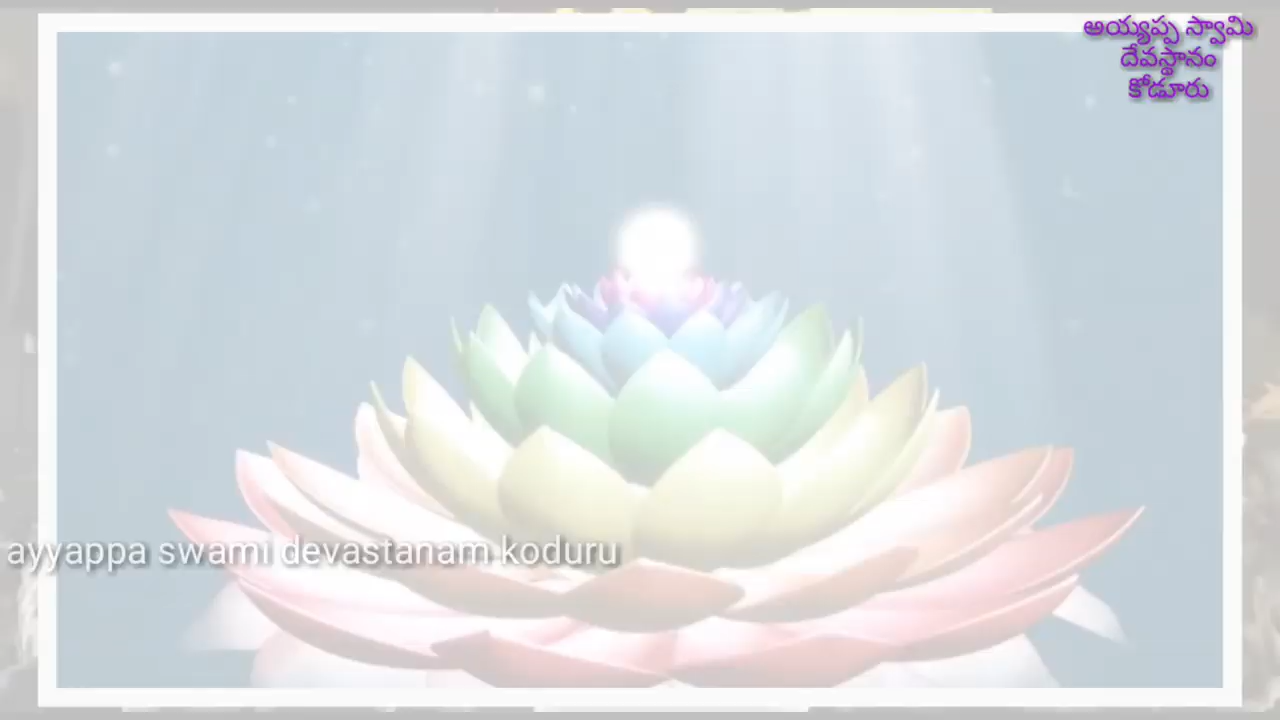 అయ్యప్ప స్వామి
దేవస్థానం
కోడూరు
ayyappa swami devastanam koduru